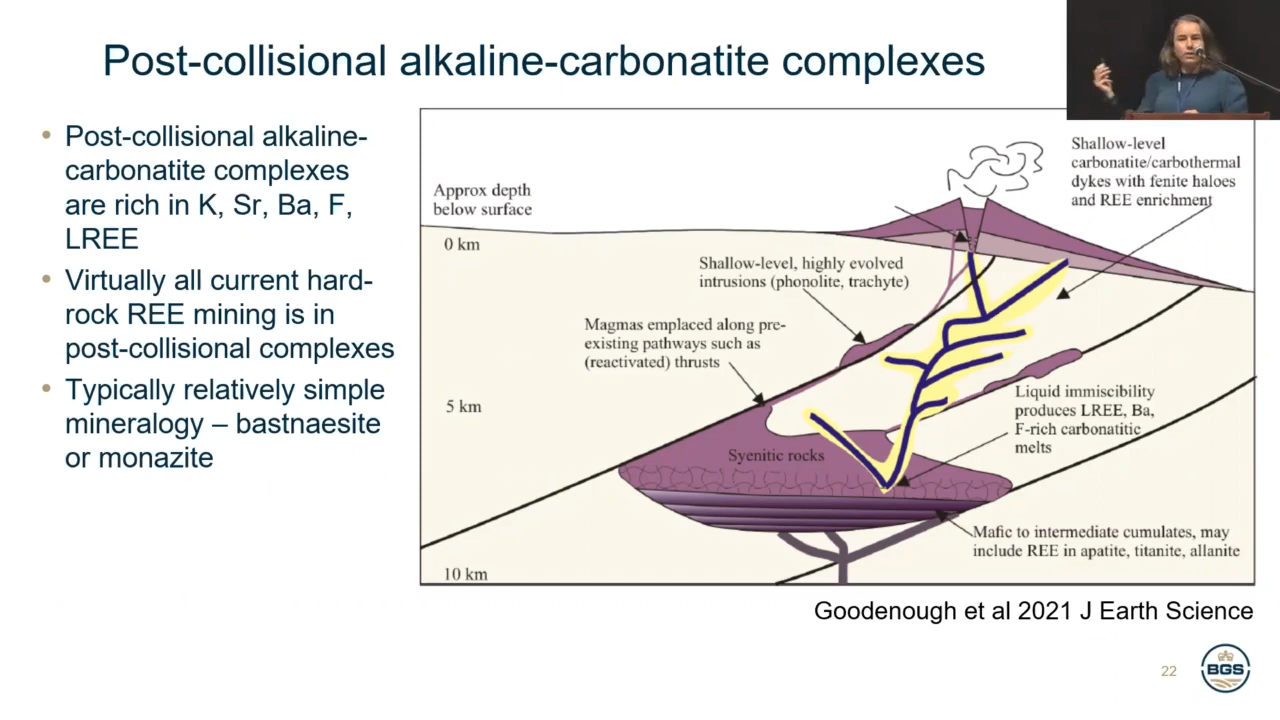 Post-collisional alkaline-carbonatite complexes
• Post-collisional alkaline-
carbonatite complexes
are rich in K, Sr, Ba, F,
LREE
• Virtually all current hard-
rock REE mining is in
post-collisional complexes
• Typically relatively simple
mineralogy – bastnaesite
or monazite
Approx depth
below surface
0 km
5 km
10 km
Shallow-level
carbonatite/carbothermal
dykes with fenite haloes
and REE enrichment
Shallow-level, highly evolved
intrusions (phonolite, trachyte)
Magmas emplaced along pre-
existing pathways such as
(reactivated) thrusts
Liquid immiscibility
produces LREE, Ba,
F-rich carbonatitic
melts
Syenitic rocks
Mafic to intermediate cumulates, may
include REE in apatite, titanite, allanite
Goodenough et al 2021 J Earth Science
22
BGS